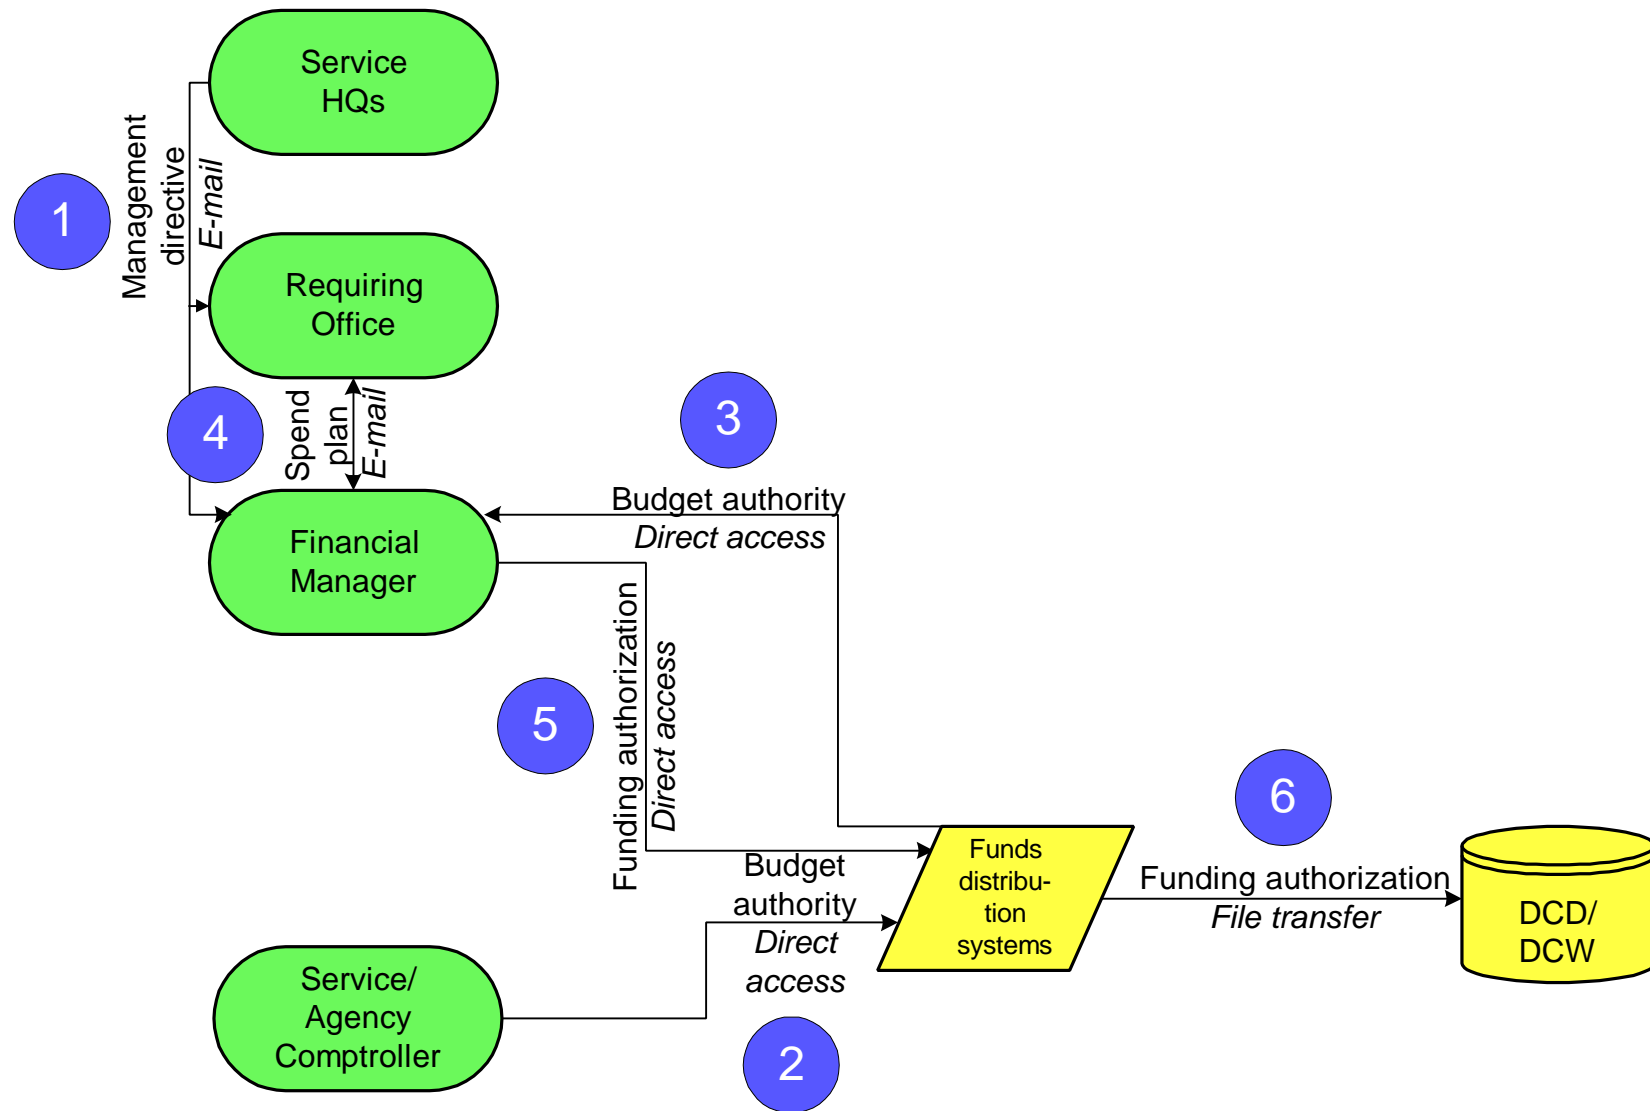 Service
HQs
1
Management
directive
E-mail
Requiring
Office
4
Spend
plan
E-mail
3
Budget authority
Direct access
Financial
Manager
5
Funding authorization
Direct access
6
Funds
distribu-
tion
systems
Funding authorization
File transfer
DCD/
DCW
Budget
authority
Direct
access
Service/
Agency
Comptroller
2